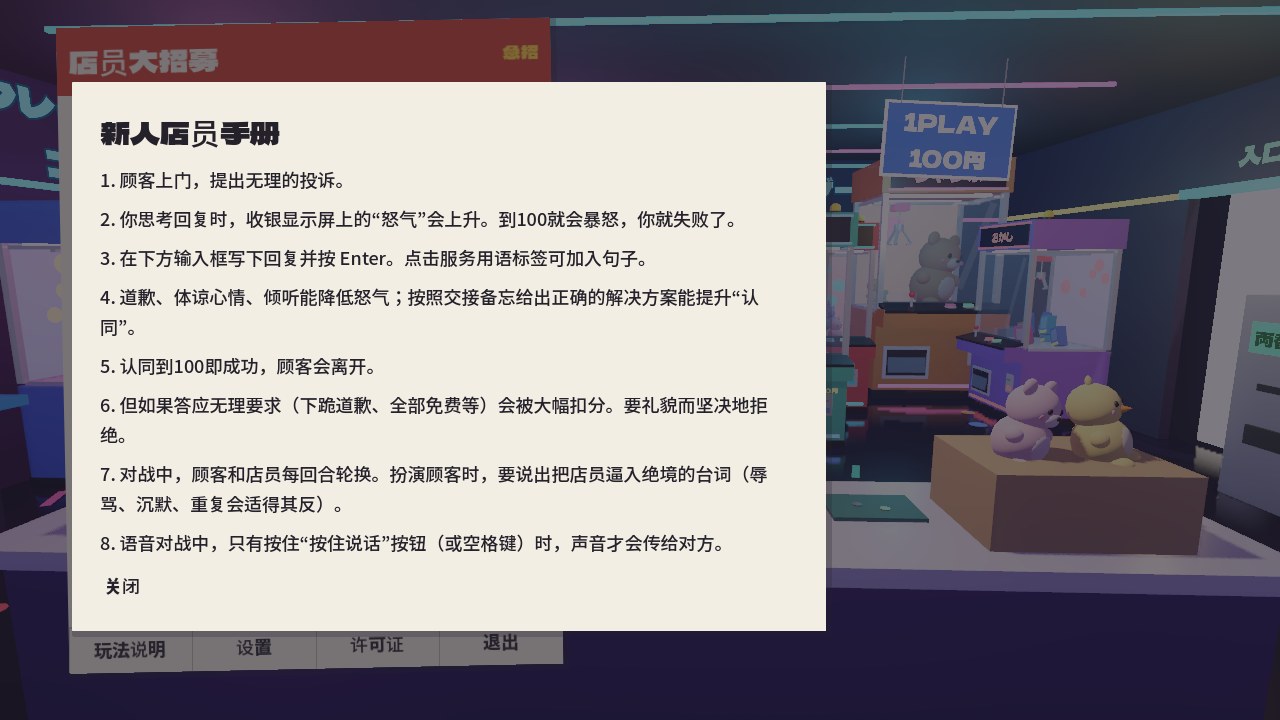 店员大招募
急招
新人店员手册
1. 顾客上门，提出无理的投诉。
2. 你思考回复时，收银显示屏上的“怒气”会上升。到100就会暴怒，你就失败了。
3. 在下方输入框写下回复并按 Enter。点击服务用语标签可加入句子。
4. 道歉、体谅心情、倾听能降低怒气；按照交接备忘给出正确的解决方案能提升“认
同”。
5. 认同到100即成功，顾客会离开。
6. 但如果答应无理要求（下跪道歉、全部免费等）会被大幅扣分。要礼貌而坚决地拒
绝。
7. 对战中，顾客和店员每回合轮换。扮演顾客时，要说出把店员逼入绝境的台词（辱
骂、沉默、重复会适得其反）。
8. 语音对战中，只有按住“按住说话”按钮（或空格键）时，声音才会传给对方。
关闭
玩法说明
设置
许可证
退出
1PLAY
100円
入口